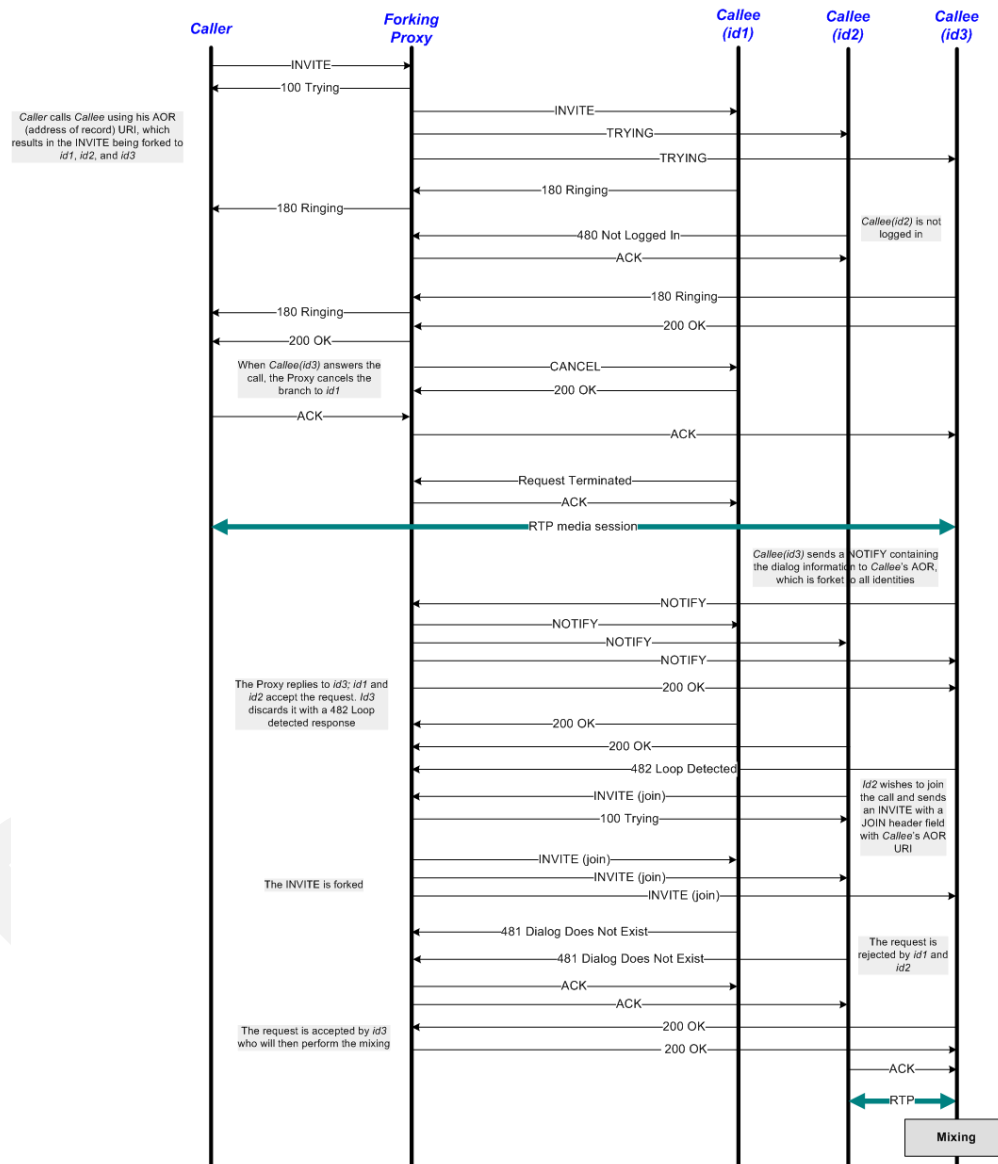 Caller
Forking
Proxy
Callee
(id1)
Callee
(id2)
Callee
(id3)
INVITE
100 Trying
Caller calls Callee using his AOR
(address of record) URI, which
results in the INVITE being forked to
id1, id2, and id3
INVITE
TRYING
TRYING
180 Ringing
180 Ringing
Callee(id2) is not
logged in
480 Not Logged In
ACK
180 Ringing
180 Ringing
200 OK
200 OK
When Callee(id3) answers the
call, the Proxy cancels the
branch to id1
CANCEL
200 OK
ACK
ACK
Request Terminated
ACK
RTP media session
Callee(id3) sends a NOTIFY containing
the dialog information to Callee's AOR,
which is forket to all identities
NOTIFY
NOTIFY
NOTIFY
NOTIFY
The Proxy replies to id3; id1 and
id2 accept the request. Id3
discards it with a 482 Loop
detected response
200 OK
200 OK
200 OK
482 Loop Detected
Id2 wishes to join
the call and sends
an INVITE with a
JOIN header field
with Callee's AOR
URI
INVITE (join)
100 Trying
INVITE (join)
The INVITE is forked
INVITE (join)
INVITE (join)
481 Dialog Does Not Exist
The request is
rejected by id1 and
id2
481 Dialog Does Not Exist
ACK
ACK
The request is accepted by id3
who will then perform the mixing
200 OK
200 OK
ACK
RTP
Mixing